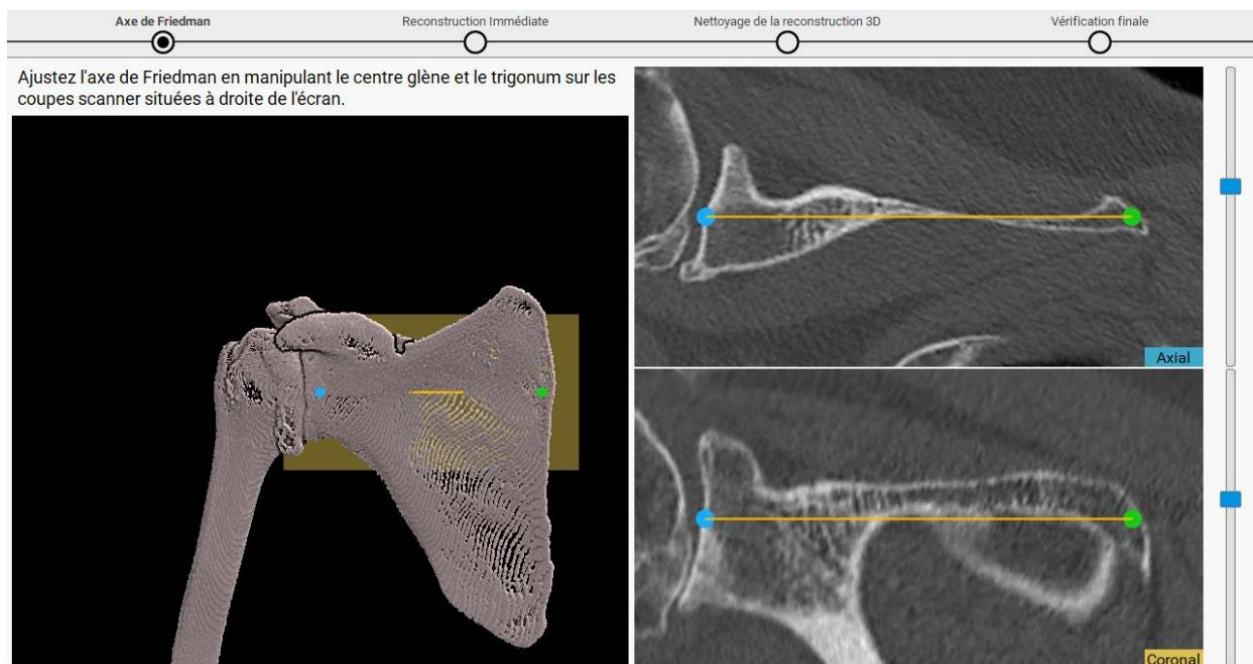 Axe de Friedman
Reconstruction Immédiate
Nettoyage de la reconstruction 3D
Vérification finale
Ajustez l'axe de Friedman en manipulant le centre glène et le trigonum sur les
coupes scanner situées à droite de l'écran.
Axial
Coronal